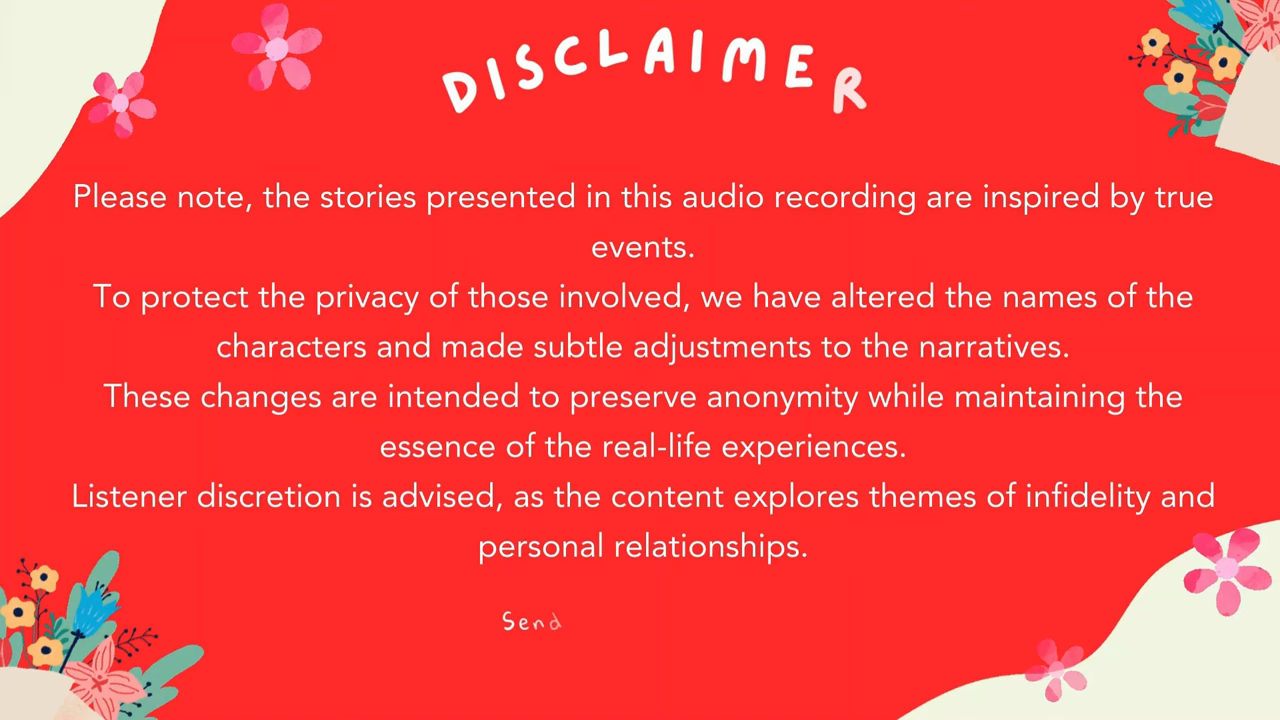 DISCLAIMER
Please note, the stories presented in this audio recording are inspired by true
events.
To protect the privacy of those involved, we have altered the names of the
characters and made subtle adjustments to the narratives.
These changes are intended to preserve anonymity while maintaining the
essence of the real-life experiences.
Listener discretion is advised, as the content explores themes of infidelity and
personal relationships.
Send